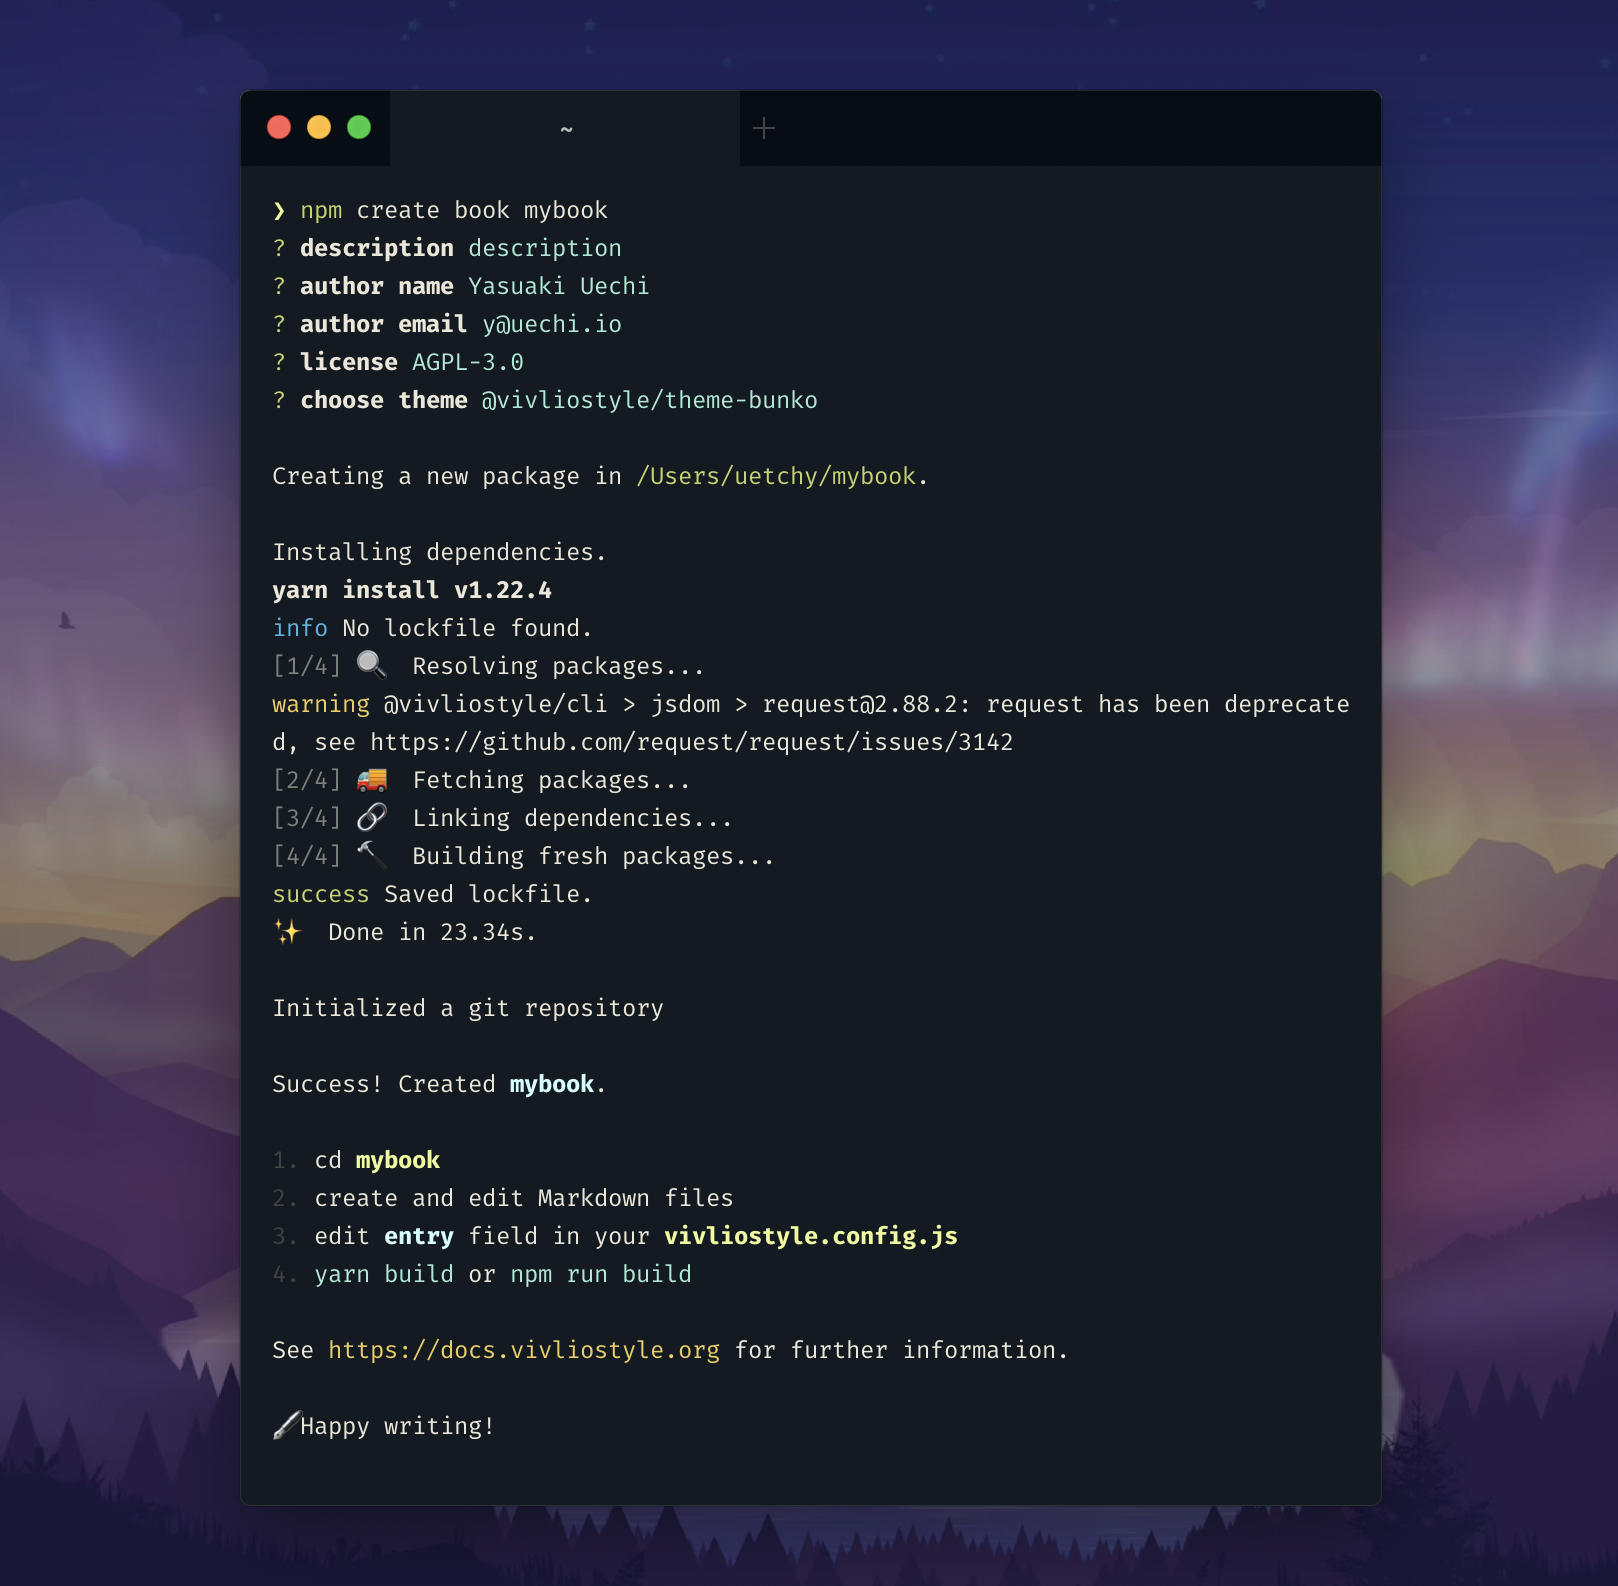 ~
❯ npm create book mybook
? description description
? author name Yasuaki Uechi
? author email y@uechi.io
? license AGPL-3.0
? choose theme @vivliostyle/theme-bunko
Creating a new package in /Users/uetchy/mybook.
Installing dependencies.
yarn install v1.22.4
info No lockfile found.
[1/4] 🔍 Resolving packages...
warning @vivliostyle/cli > jsdom > request@2.88.2: request has been deprecate
d, see https://github.com/request/request/issues/3142
[2/4] 🚚 Fetching packages...
[3/4] 🔗 Linking dependencies...
[4/4] 🔨 Building fresh packages...
success Saved lockfile.
✨ Done in 23.34s.
Initialized a git repository
Success! Created mybook.
1. cd mybook
2. create and edit Markdown files
3. edit entry field in your vivliostyle.config.js
4. yarn build or npm run build
See https://docs.vivliostyle.org for further information.
🖋Happy writing!